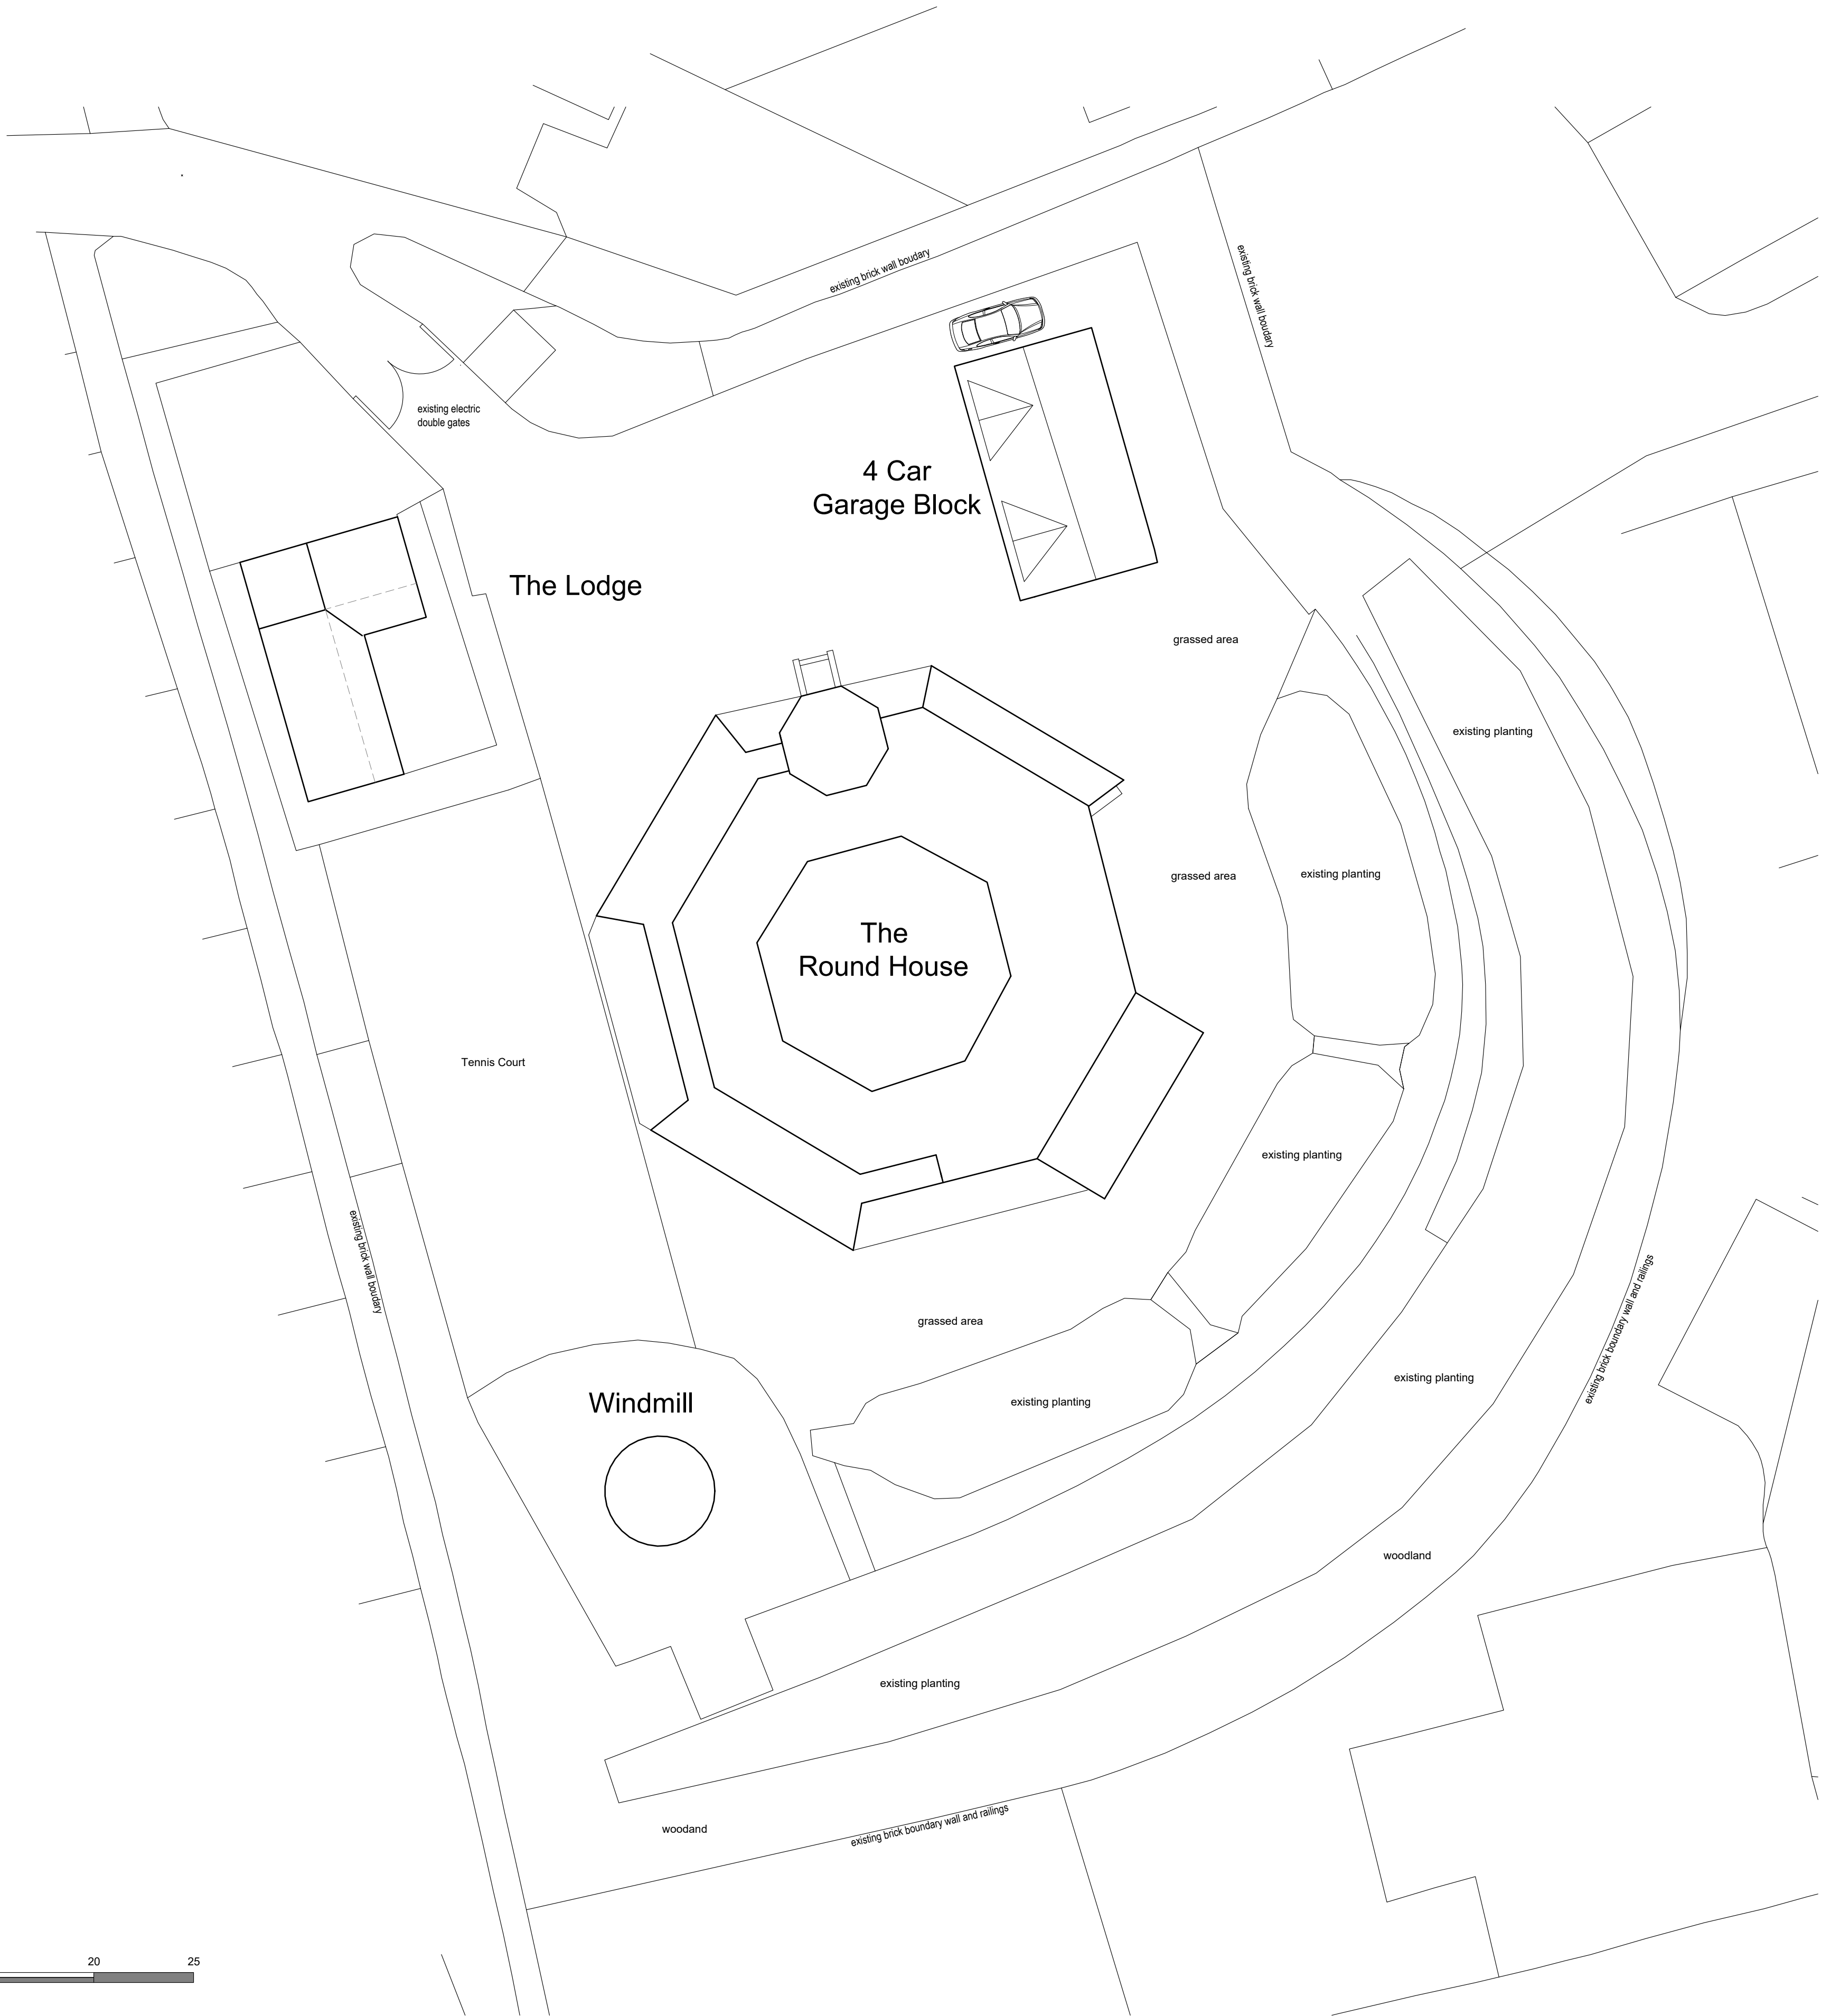 existing brick wall boudary
existing brick wall boudary
existing electric
double gates
4 Car
Garage Block
The Lodge
grassed area
existing planting
grassed area
existing planting
The
Round House
Tennis Court
existing planting
existing brick wall boudary
grassed area
existing brick boundary wall and railings
existing planting
Windmill
existing planting
woodland
existing planting
woodand
existing brick boundary wall and railings
20
25